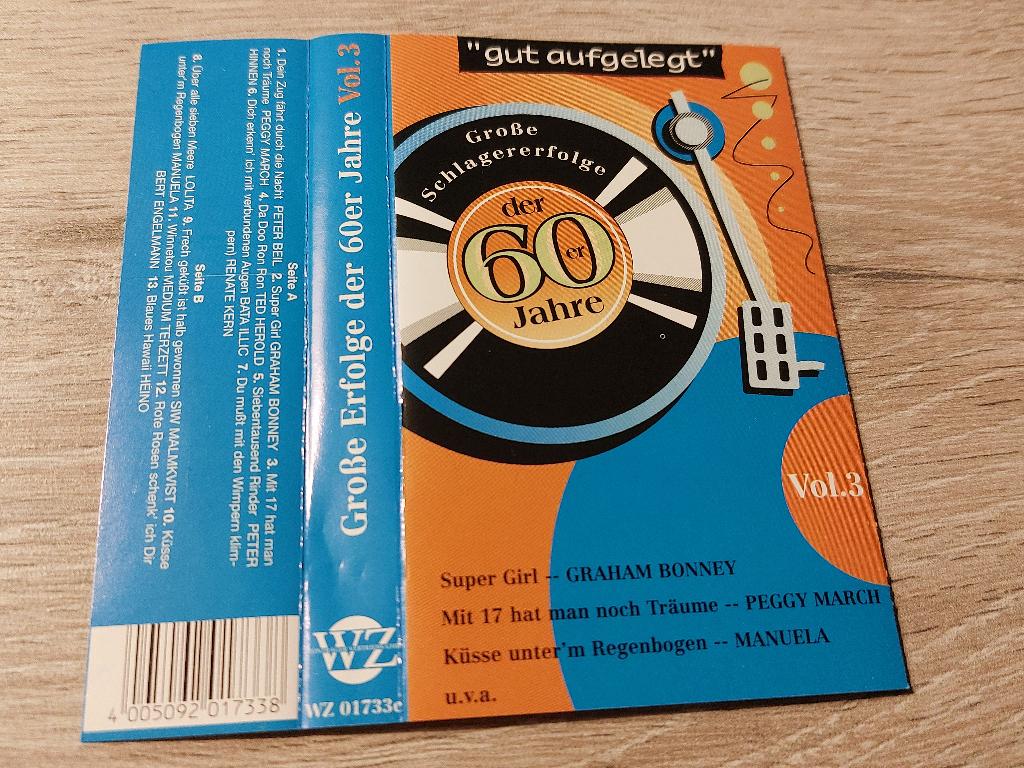 "gut aufgelegt"
Große
Schlagererfolge
der
60er
Jahre
Vol.3
Super Girl -- GRAHAM BONNEY
Mit 17 hat man noch Träume -- PEGGY MARCH
Küsse unter'm Regenbogen -- MANUELA
u.v.a.
Große Erfolge der 60er Jahre Vol.3
WZ
WZ 01733c
Seite A
1. Dein Zug fährt durch die Nacht PETER BEIL 2. Super Girl GRAHAM BONNEY 3. Mit 17 hat man
noch Träume PEGGY MARCH 4. Da Doo Ron Ron TED HEROLD 5. Siebentausend Rinder PETER
HINNEN 6. Dich erkenn' ich mit verbundenen Augen BATA ILLIC 7. Du mußt mit den Wimpern klim-
pern) RENATE KERN
Seite B
8. Über alle sieben Meere LOLITA 9. Frech geküßt ist halb gewonnen SIW MALMKVIST 10. Küsse
unter'm Regenbogen MANUELA 11. Winnetou MEDIUM TERZETT 12. Rote Rosen schenk' ich Dir
BERT ENGELMANN 13. Blaues Hawaii HEINO
4 005092 017338